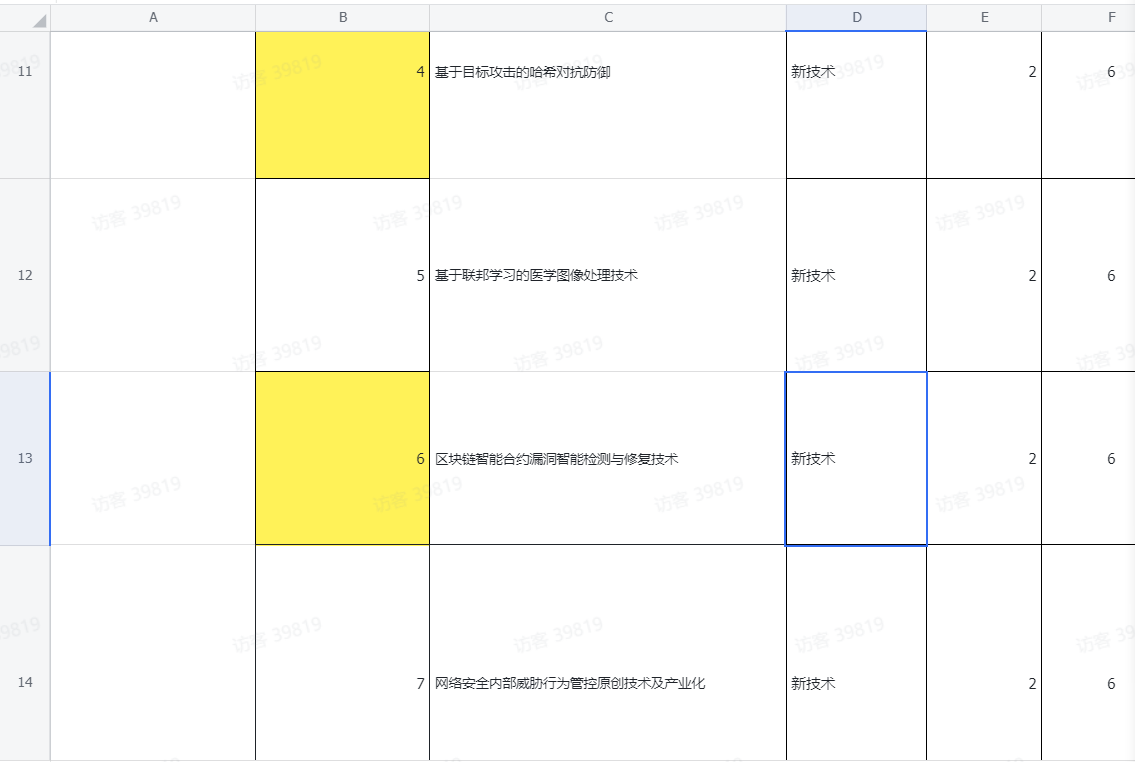 A B C D E F
11 4 基于目标攻击的哈希对抗防御 新技术 2 6
12 5 基于联邦学习的医学图像处理技术 新技术 2 6
13 6 区块链智能合约漏洞智能检测与修复技术 新技术 2 6
14 7 网络安全内部威胁行为管控原创技术及产业化 新技术 2 6
访客 39819